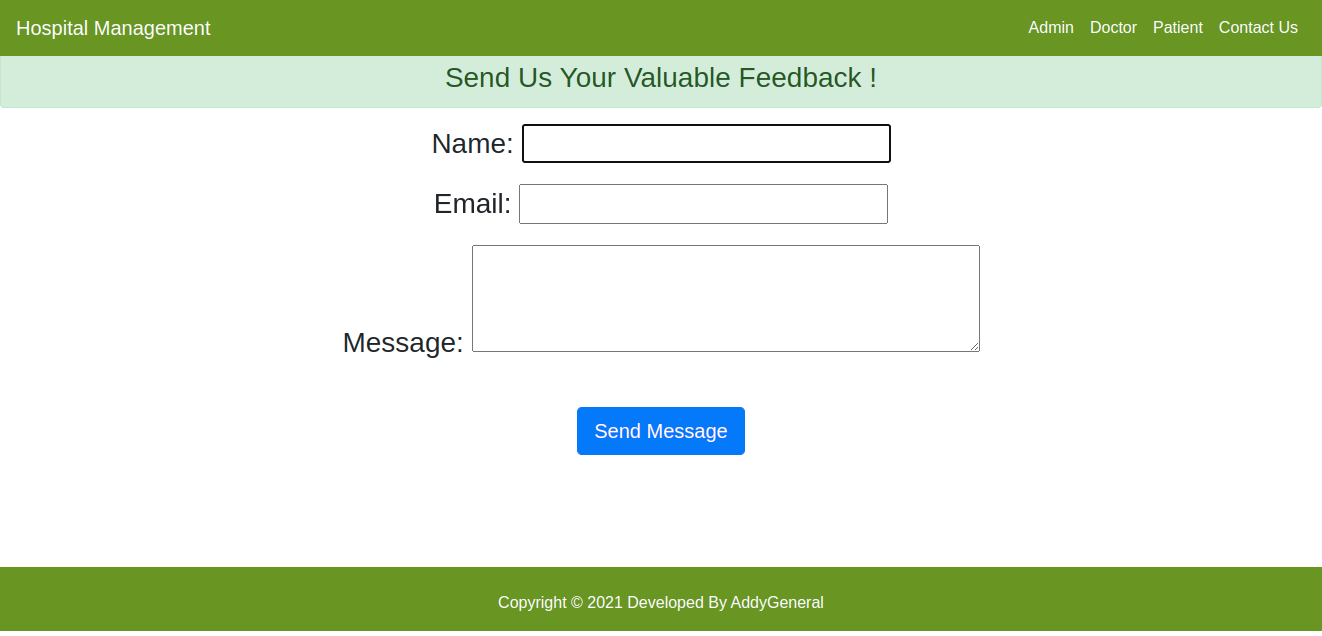 Hospital Management
Admin Doctor Patient Contact Us
Send Us Your Valuable Feedback !
Name:
Email:
Message:
Send Message
Copyright © 2021 Developed By AddyGeneral